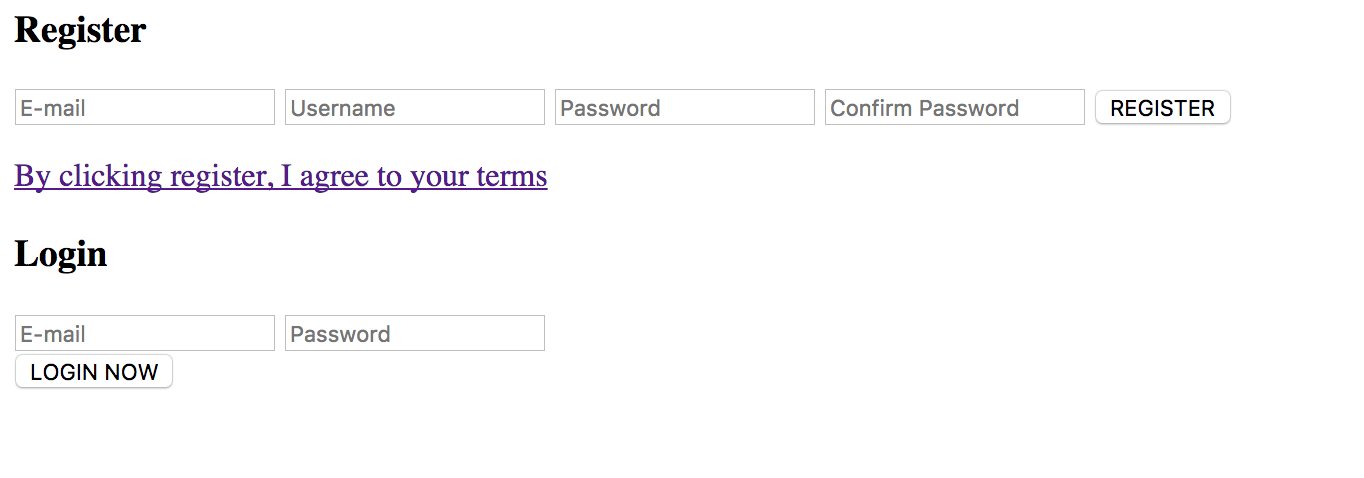 Register
E-mail Username Password Confirm Password REGISTER
By clicking register, I agree to your terms
Login
E-mail Password
LOGIN NOW